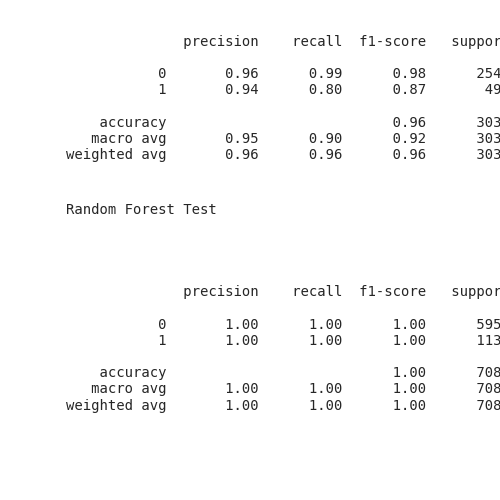 precision recall f1-score suppor
0 0.96 0.99 0.98 254
1 0.94 0.80 0.87 49
accuracy 0.96 303
macro avg 0.95 0.90 0.92 303
weighted avg 0.96 0.96 0.96 303
Random Forest Test
precision recall f1-score suppor
0 1.00 1.00 1.00 595
1 1.00 1.00 1.00 113
accuracy 1.00 708
macro avg 1.00 1.00 1.00 708
weighted avg 1.00 1.00 1.00 708